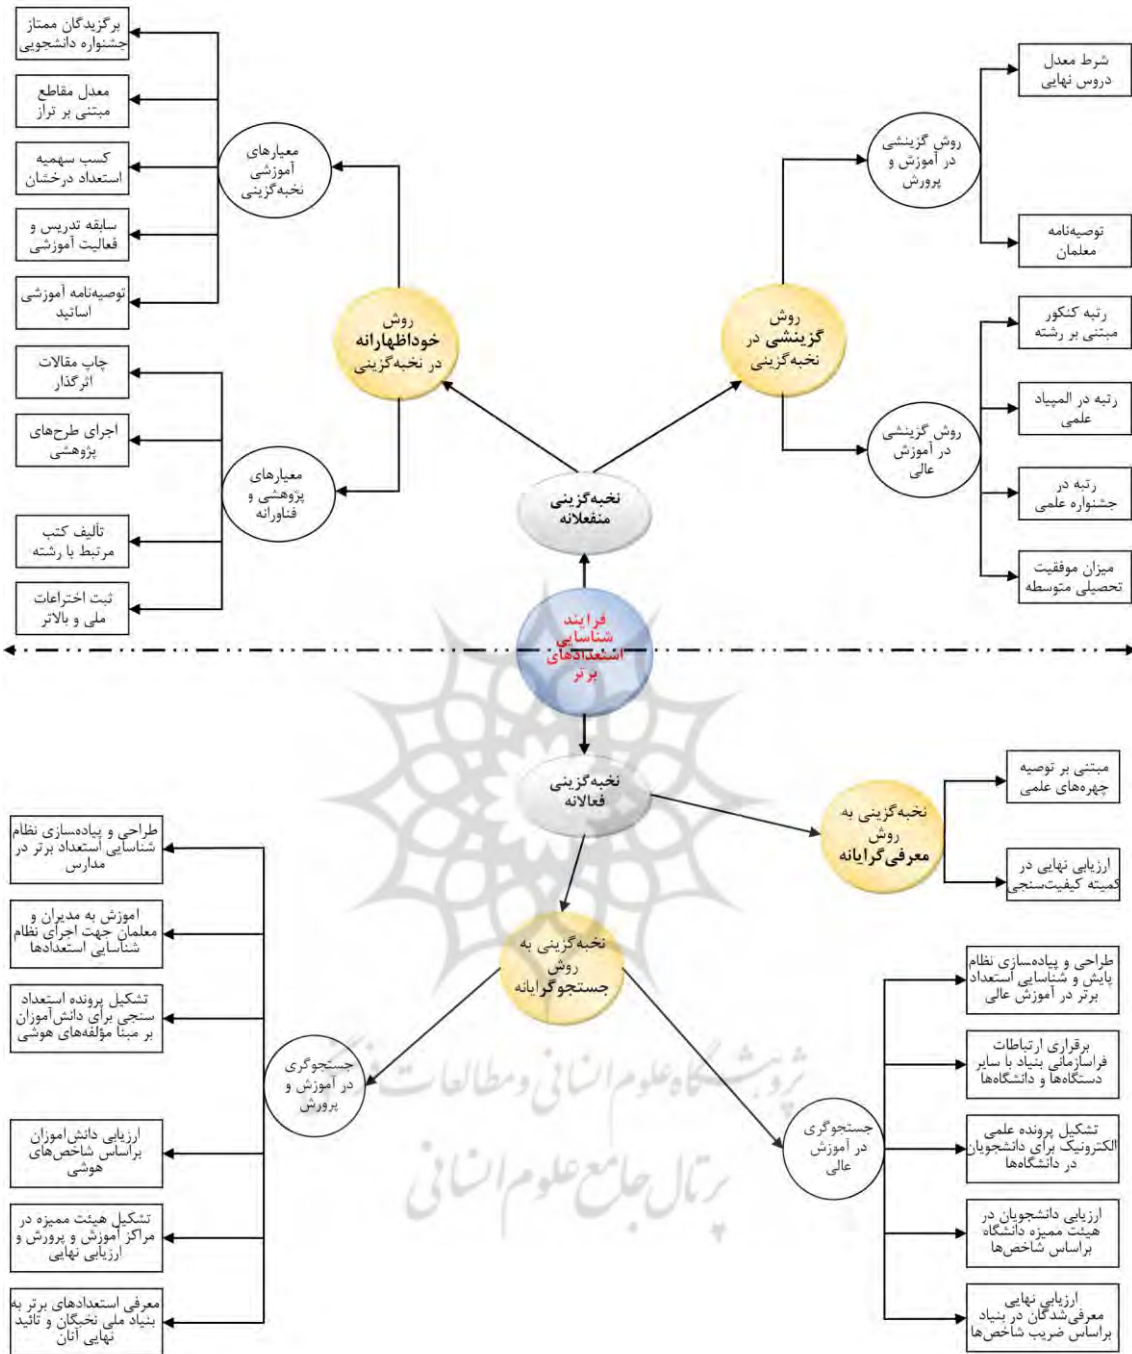 شرط معدل
دروس نهایی
روش گزینشی
در آموزش و
پرورش
توصیه‌نامه
معلمان
روش
گزینشی در
نخبه‌گزینی
رتبه کنکور
مبتنی بر رشته
رتبه در المپیاد
علمی
روش گزینشی
در آموزش
عالی
رتبه در
جشنواره علمی
میزان موفقیت
تحصیلی متوسطه
برگزیدگان ممتاز
جشنواره دانشجویی
معدل مقاطع
مبتنی بر تراز
معیارهای
آموزشی
نخبه‌گزینی
کسب سهمیه
استعداد درخشان
سابقه تدریس و
فعالیت آموزشی
توصیه‌نامه آموزشی
اساتید
روش
خوداظهارانه
در نخبه‌گزینی
چاپ مقالات
اثرگذار
اجرای طرح‌های
پژوهشی
معیارهای
پژوهشی و
فناورانه
تألیف کتب
مرتبط با رشته
ثبت اختراعات
ملی و بالاتر
نخبه‌گزینی
منفعلانه
فرایند
شناسایی
استعدادهای
برتر
نخبه‌گزینی
فعالانه
مبتنی بر توصیه
چهره‌های علمی
نخبه‌گزینی به
روش
معرفی‌گرایانه
ارزیابی نهایی در
کمیته کیفیت‌سنجی
نخبه‌گزینی به
روش
جستجوگرایانه
طراحی و پیاده‌سازی نظام
پایش و شناسایی استعداد
برتر در آموزش عالی
برقراری ارتباطات
فراسازمانی بنیاد با سایر
دستگاه‌ها و دانشگاه‌ها
جستجوگری
در آموزش
عالی
تشکیل پرونده علمی
الکترونیک برای دانشجویان
در دانشگاه‌ها
ارزیابی دانشجویان در
هیئت ممیزه دانشگاه
براساس شاخص‌ها
ارزیابی نهایی
معرفی‌شدگان در بنیاد
براساس ضریب شاخص‌ها
طراحی و پیاده‌سازی نظام
شناسایی استعداد برتر در
مدارس
اموزش به مدیران و
معلمان جهت اجرای نظام
شناسایی استعدادها
تشکیل پرونده استعداد
سنجی برای دانش‌آموزان
بر مبنا مؤلفه‌های هوشی
جستجوگری
در آموزش و
پرورش
ارزیابی دانش‌اموزان
براساس شاخص‌های
هوشی
تشکیل هیئت ممیزه در
مراکز آموزش و پرورش و
ارزیابی نهایی
معرفی استعدادهای برتر به
بنیاد ملی نخبگان و تائید
نهایی آنان
پژوهشگاه علوم انسانی و مطالعات فرهنگی
پرتال جامع علوم انسانی